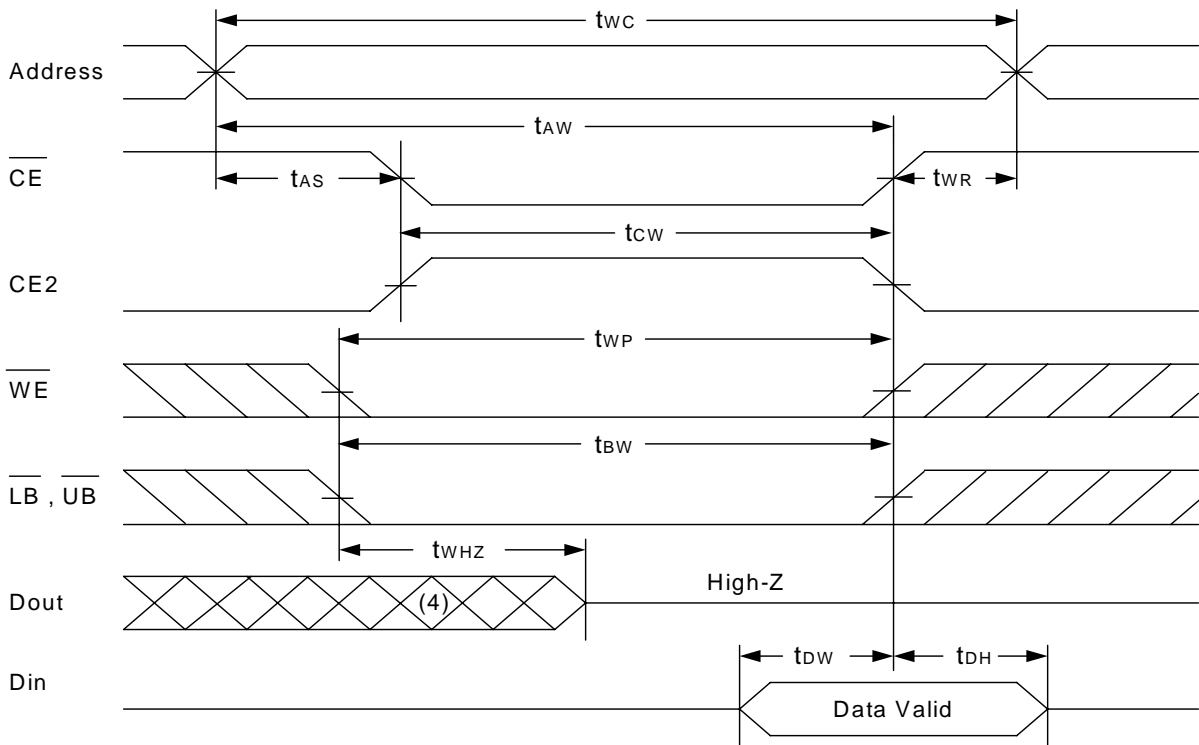 tWC
Address
tAW
CE
tAS
tWR
tCW
CE2
tWP
WE
tBW
LB , UB
tWHZ
Dout
(4)
High-Z
tDW
tDH
Din
Data Valid